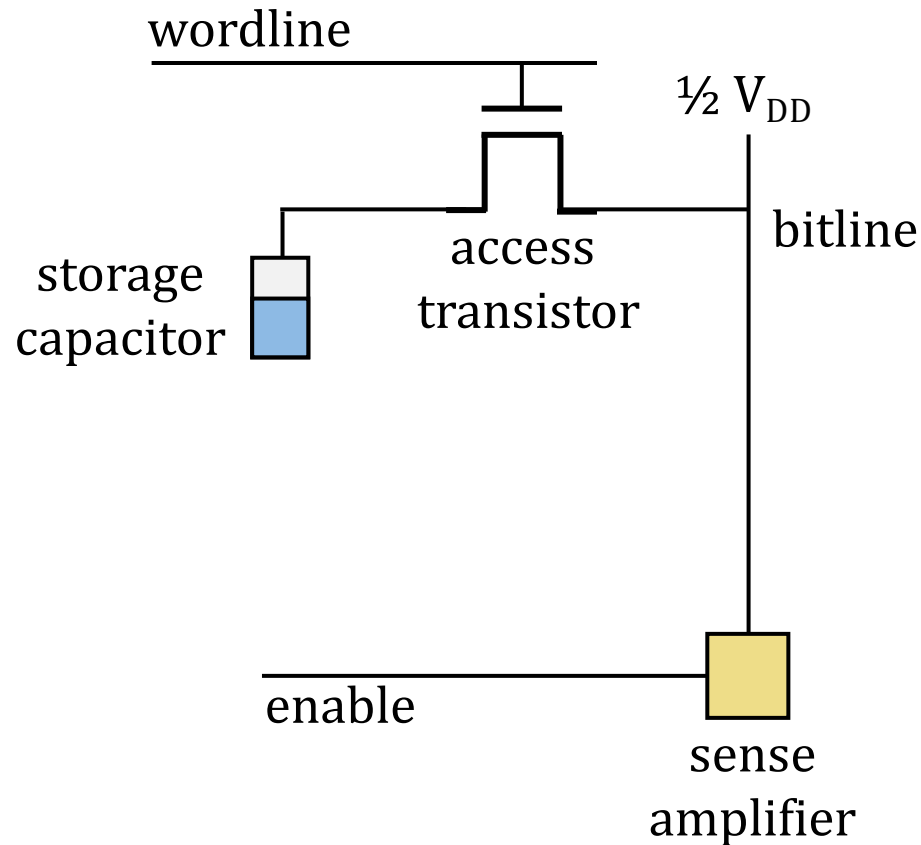 wordline
½ VDD
bitline
access
transistor
storage
capacitor
enable
sense
amplifier